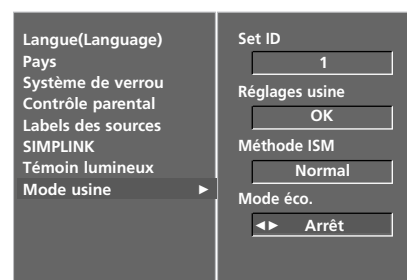 Langue(Language)
Pays
Système de verrou
Contrôle parental
Labels des sources
SIMPLINK
Témoin lumineux
Mode usine ►
Set ID
1
Réglages usine
OK
Méthode ISM
Normal
Mode éco.
◄► Arrêt